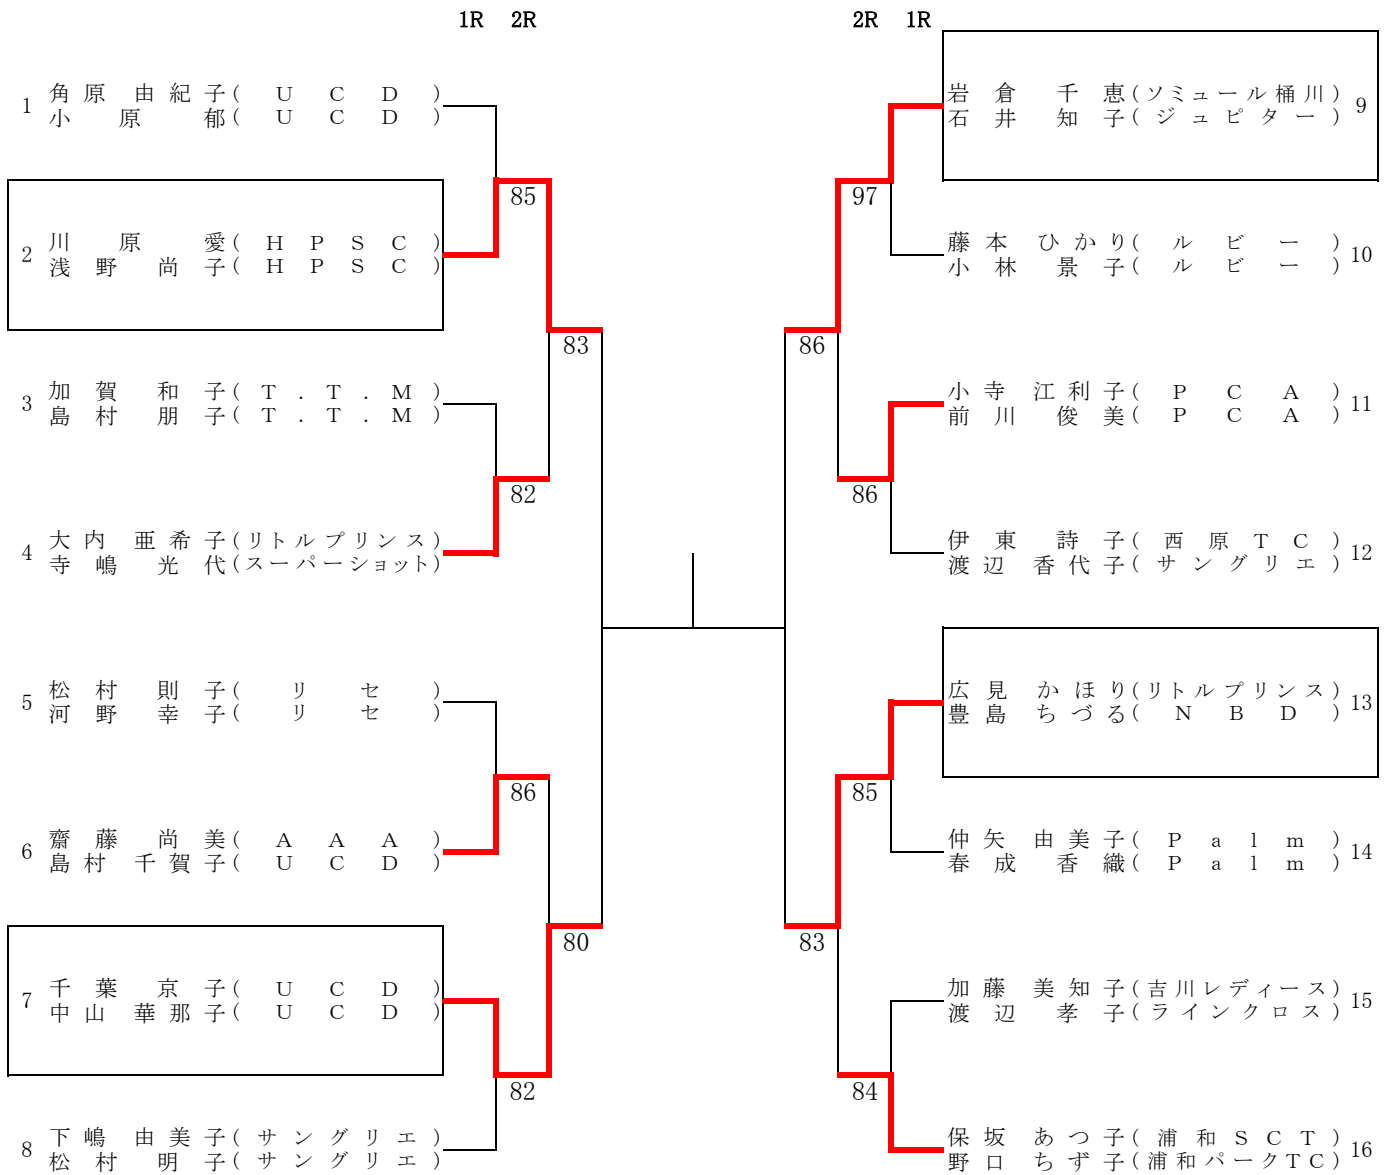 1R 2R
2R 1R
1 角原 由紀子(UCD)
小原 郁(UCD)
85
2 川原 愛(HPSC)
浅野 尚子(HPSC)
83
3 加賀 和子(T.T.M)
島村 朋子(T.T.M)
82
4 大内 亜希子(リトルプリンス)
寺嶋 光代(スーパーショット)
5 松村 則子(リセ)
河野 幸子(リセ)
86
6 齋藤 尚美(AAA)
島村 千賀子(UCD)
80
7 千葉 京子(UCD)
中山 華那子(UCD)
82
8 下嶋 由美子(サングリエ)
松村 明子(サングリエ)
岩倉 千恵(ソミュール桶川) 9
石井 知子(ジュピター)
97
藤本 ひかり(ルビー) 10
小林 景子(ルビー)
86
小寺 江利子(PCA) 11
前川 俊美(PCA)
86
伊東 詩子(西原TC) 12
渡辺 香代子(サングリエ)
広見 かほり(リトルプリンス) 13
豊島 ちづる(NBD)
85
仲矢 由美子(Palm) 14
春成 香織(Palm)
83
加藤 美知子(吉川レディース) 15
渡辺 孝子(ラインクロス)
84
保坂 あつ子(浦和SCT) 16
野口 ちず子(浦和パークTC)